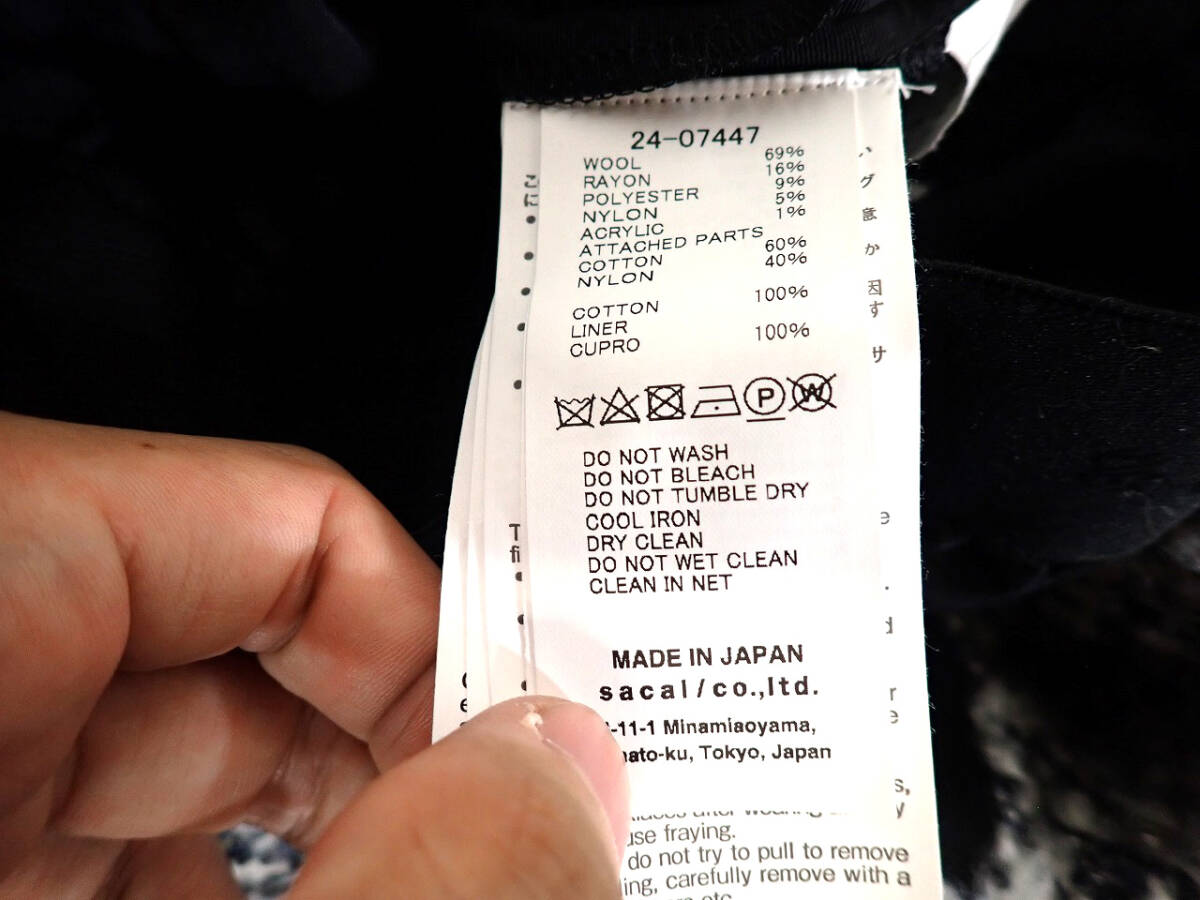 24-07447
WOOL 69%
RAYON 16%
POLYESTER 9%
NYLON 5%
ACRYLIC 1%
ATTACHED PARTS
COTTON 60%
NYLON 40%
COTTON 100%
LINER
CUPRO 100%
P
W
DO NOT WASH
DO NOT BLEACH
DO NOT TUMBLE DRY
COOL IRON
DRY CLEAN
DO NOT WET CLEAN
CLEAN IN NET
MADE IN JAPAN
sacai/co.,ltd.
-11-1 Minamiaoyama,
nato-ku, Tokyo, Japan
use fraying.
do not try to pull to remove
ing, carefully remove with a